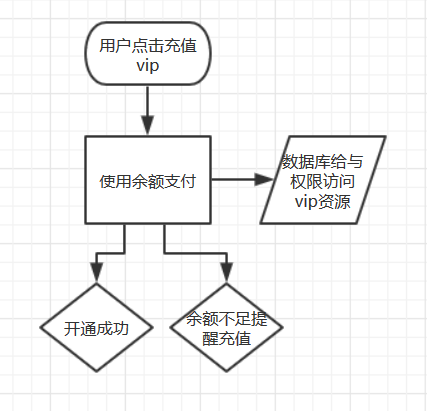 用户点击充值
vip
使用余额支付
数据库给与
权限访问
vip资源
开通成功
余额不足提
醒充值